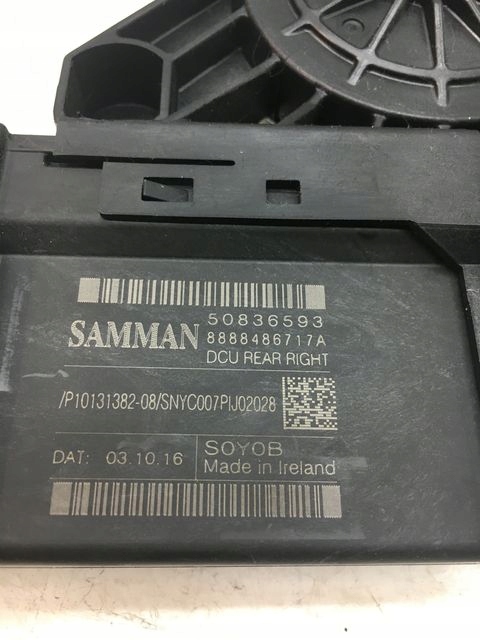 50836593
SAMMAN 8888486717A
DCU REAR RIGHT
/P10131382-08/SNYC007PIJ02028
DAT: 03.10.16 SOYOB
Made in Ireland